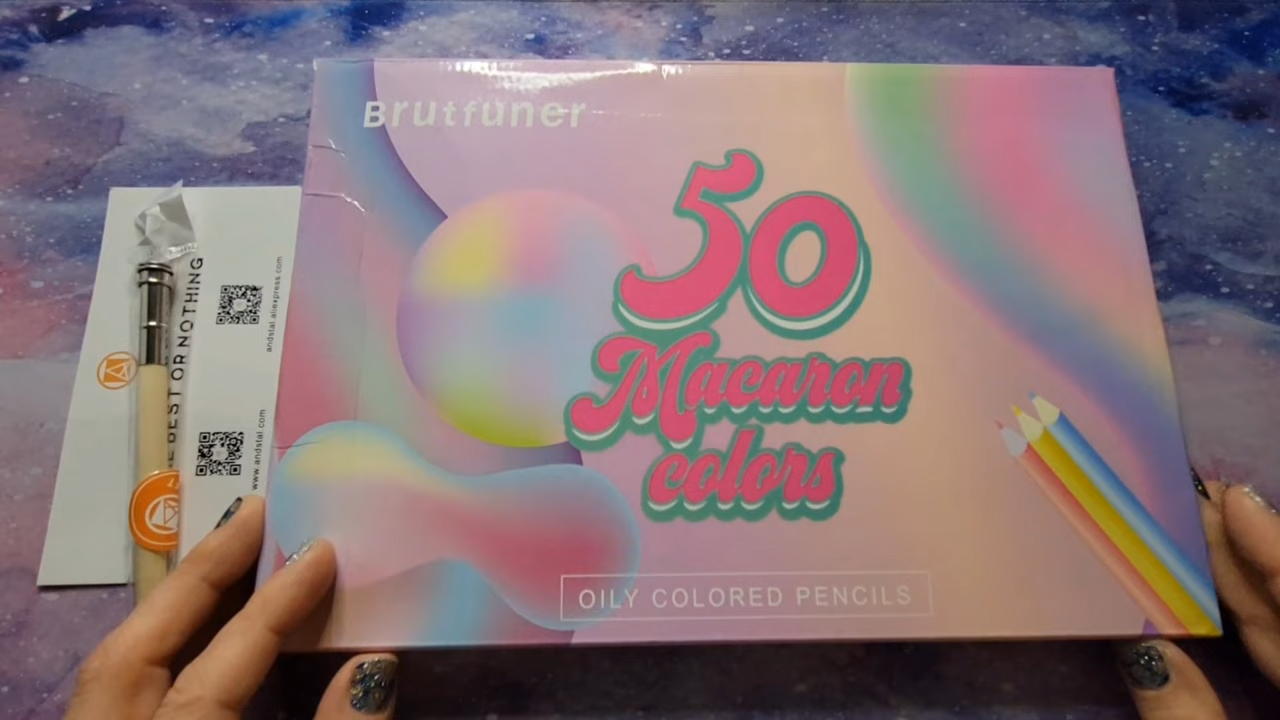 Brutfuner
50
Macaron
colors
OILY COLORED PENCILS
BEST OR NOTHING
andstal.aliexpress.com
www.andstal.com